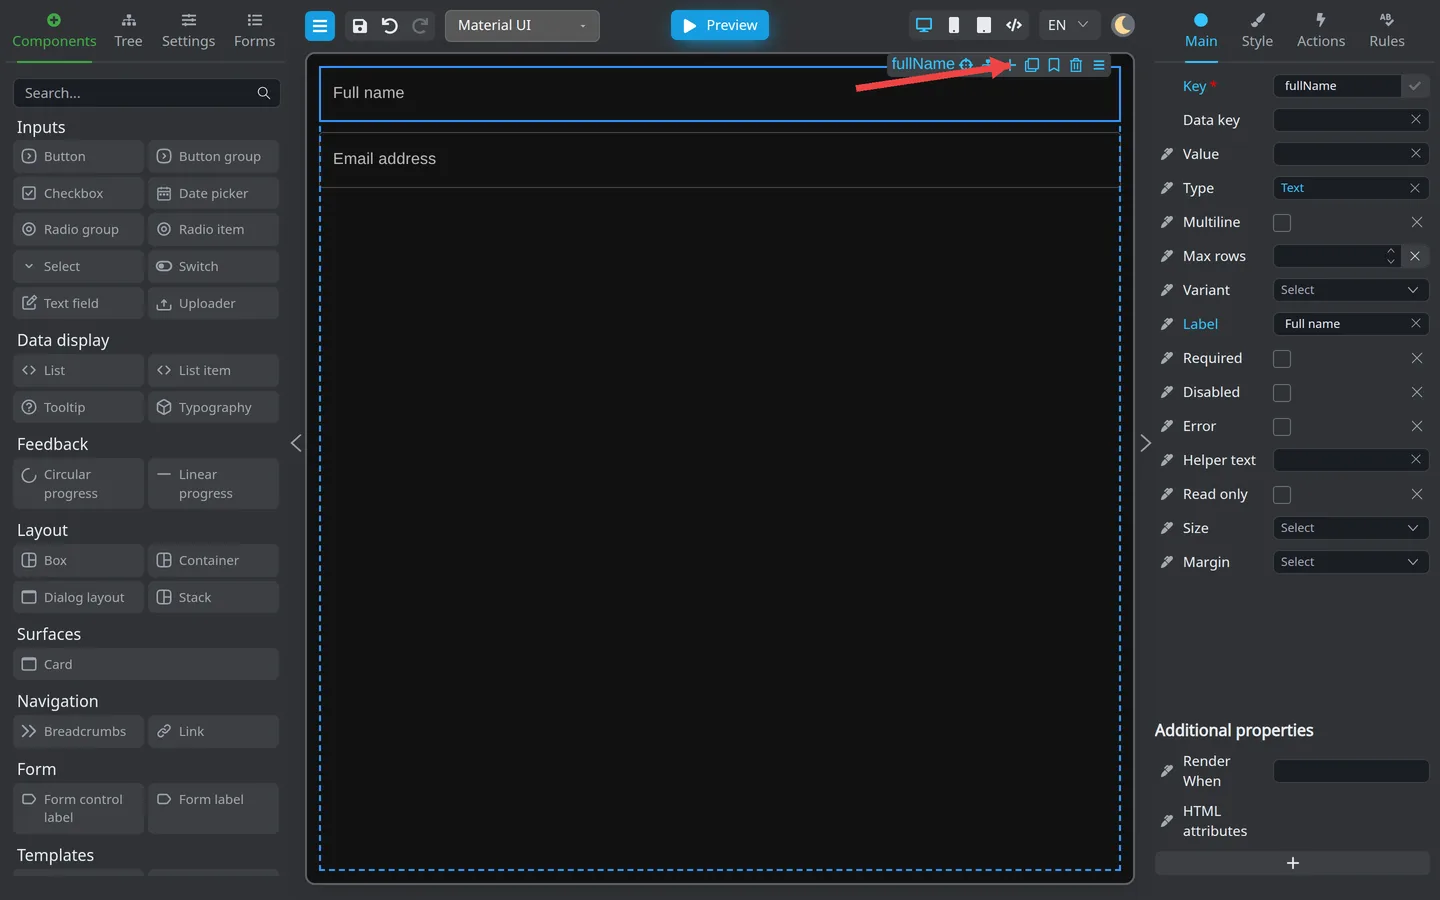 Components
Tree
Settings
Forms
Material UI
Preview
EN
Main
Style
Actions
AB
Rules
Search...
Inputs
Button
Button group
Checkbox
Date picker
Radio group
Radio item
Select
Switch
Text field
Uploader
Data display
List
List item
Tooltip
Typography
Feedback
Circular
progress
Linear
progress
Layout
Box
Container
Dialog layout
Stack
Surfaces
Card
Navigation
Breadcrumbs
Link
Form
Form control
label
Form label
Templates
fullName
Full name
Email address
Key *
fullName
Data key
Value
Type
Text
Multiline
Max rows
Variant
Select
Label
Full name
Required
Disabled
Error
Helper text
Read only
Size
Select
Margin
Select
Additional properties
Render
When
HTML
attributes